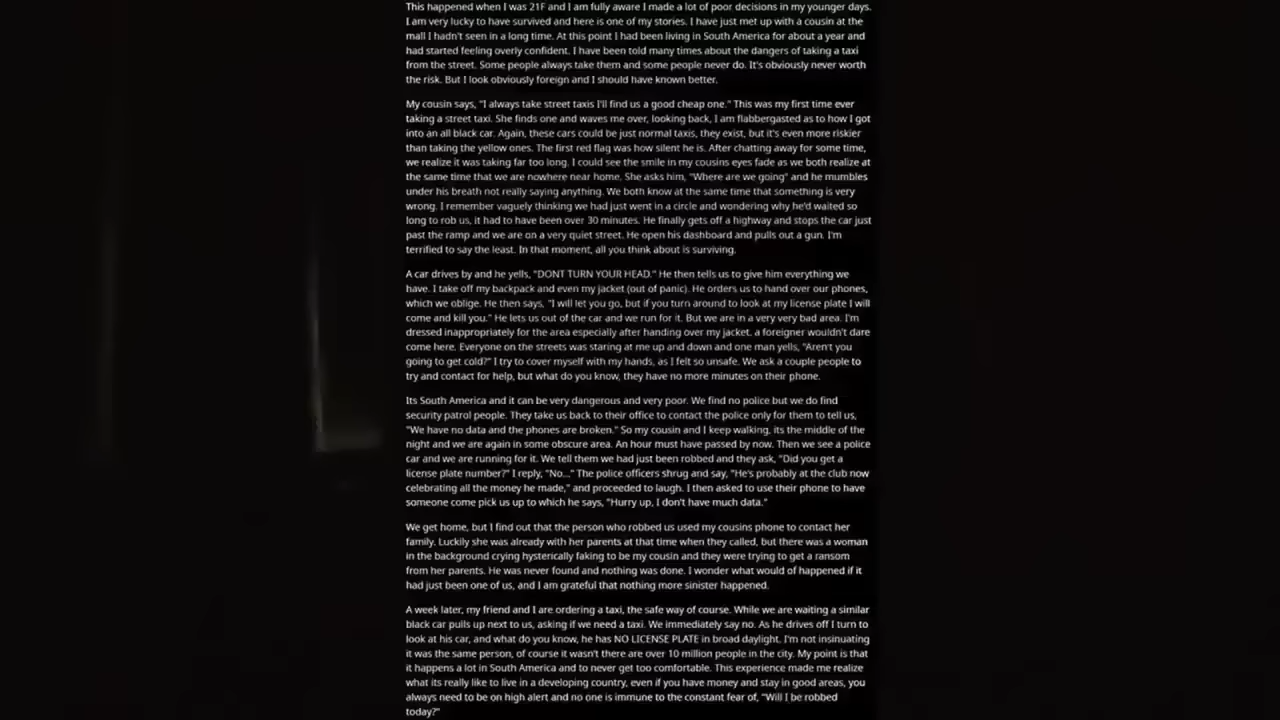 This happened when I was 21F and I am fully aware I made a lot of poor decisions in my younger days.
I am very lucky to have survived and here is one of my stories. I have just met up with a cousin at the
mall I hadn't seen in a long time. At this point I had been living in South America for about a year and
had started feeling overly confident. I have been told many times about the dangers of taking a taxi
from the street. Some people always take them and some people never do. It's obviously never worth
the risk. But I look obviously foreign and I should have known better.
My cousin says, "I always take street taxis I'll find us a good cheap one." This was my first time ever
taking a street taxi. She finds one and waves me over, looking back, I am flabbergasted as to how I got
into an all black car. Again, these cars could be just normal taxis, they exist, but it's even more riskier
than taking the yellow ones. The first red flag was how silent he is. After chatting away for some time,
we realize it was taking far too long. I could see the smile in my cousins eyes fade as we both realize at
the same time that we are nowhere near home. She asks him, "Where are we going" and he mumbles
under his breath not really saying anything. We both know at the same time that something is very
wrong. I remember vaguely thinking we had just went in a circle and wondering why he'd waited so
long to rob us, it had to have been over 30 minutes. He finally gets off a highway and stops the car just
past the ramp and we are on a very quiet street. He open his dashboard and pulls out a gun. I'm
terrified to say the least. In that moment, all you think about is surviving.
A car drives by and he yells, "DONT TURN YOUR HEAD." He then tells us to give him everything we
have. I take off my backpack and even my jacket (out of panic). He orders us to hand over our phones,
which we oblige. He then says, "I will let you go, but if you turn around to look at my license plate I will
come and kill you." He lets us out of the car and we run for it. But we are in a very very bad area. I'm
dressed inappropriately for the area especially after handing over my jacket, a foreigner wouldn't dare
come here. Everyone on the streets was staring at me up and down and one man yells, "Aren't you
going to get cold?" I try to cover myself with my hands, as I felt so unsafe. We ask a couple people to
try and contact for help, but what do you know, they have no more minutes on their phone.
Its South America and it can be very dangerous and very poor. We find no police but we do find
security patrol people. They take us back to their office to contact the police only for them to tell us,
"We have no data and the phones are broken." So my cousin and I keep walking, its the middle of the
night and we are again in some obscure area. An hour must have passed by now. Then we see a police
car and we are running for it. We tell them we had just been robbed and they ask, "Did you get a
license plate number?" I reply, "No..." The police officers shrug and say, "He's probably at the club now
celebrating all the money he made," and proceeded to laugh. I then asked to use their phone to have
someone come pick us up to which he says, "Hurry up, I don't have much data."
We get home, but I find out that the person who robbed us used my cousins phone to contact her
family. Luckily she was already with her parents at that time when they called, but there was a woman
in the background crying hysterically faking to be my cousin and they were trying to get a ransom
from her parents. He was never found and nothing was done. I wonder what would of happened if it
had just been one of us, and I am grateful that nothing more sinister happened.
A week later, my friend and I are ordering a taxi, the safe way of course. While we are waiting a similar
black car pulls up next to us, asking if we need a taxi. We immediately say no. As he drives off I turn to
look at his car, and what do you know, he has NO LICENSE PLATE in broad daylight. I'm not insinuating
it was the same person, of course it wasn't there are over 10 million people in the city. My point is that
it happens a lot in South America and to never get too comfortable. This experience made me realize
what its really like to live in a developing country, even if you have money and stay in good areas, you
always need to be on high alert and no one is immune to the constant fear of, "Will I be robbed
today?"